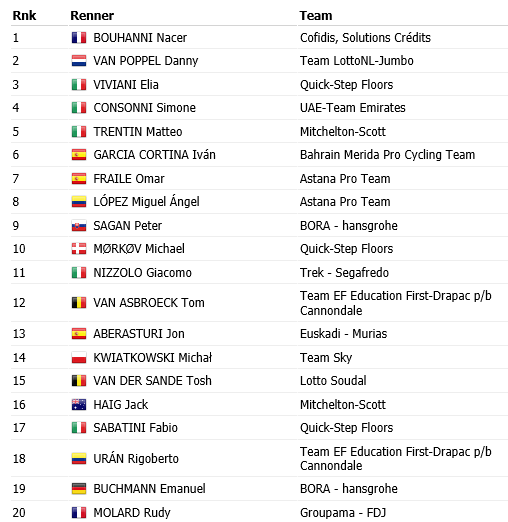 Rnk Renner Team
1 BOUHANNI Nacer Cofidis, Solutions Crédits
2 VAN POPPEL Danny Team LottoNL-Jumbo
3 VIVIANI Elia Quick-Step Floors
4 CONSONNI Simone UAE-Team Emirates
5 TRENTIN Matteo Mitchelton-Scott
6 GARCIA CORTINA Iván Bahrain Merida Pro Cycling Team
7 FRAILE Omar Astana Pro Team
8 LÓPEZ Miguel Ángel Astana Pro Team
9 SAGAN Peter BORA - hansgrohe
10 MØRKØV Michael Quick-Step Floors
11 NIZZOLO Giacomo Trek - Segafredo
12 VAN ASBROECK Tom Team EF Education First-Drapac p/b
Cannondale
13 ABERASTURI Jon Euskadi - Murias
14 KWIATKOWSKI Michał Team Sky
15 VAN DER SANDE Tosh Lotto Soudal
16 HAIG Jack Mitchelton-Scott
17 SABATINI Fabio Quick-Step Floors
18 URÁN Rigoberto Team EF Education First-Drapac p/b
Cannondale
19 BUCHMANN Emanuel BORA - hansgrohe
20 MOLARD Rudy Groupama - FDJ